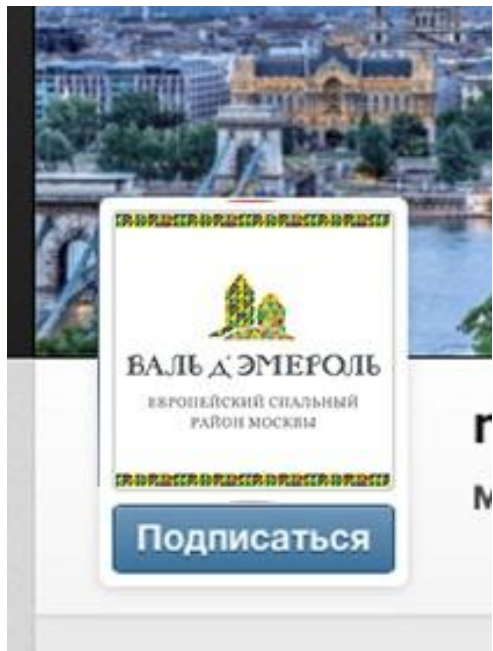 ВАЛЬ Д'ЭМЕРОЛЬ
ЕВРОПЕЙСКИЙ СПАЛЬНЫЙ
РАЙОН МОСКВЫ
Подписаться